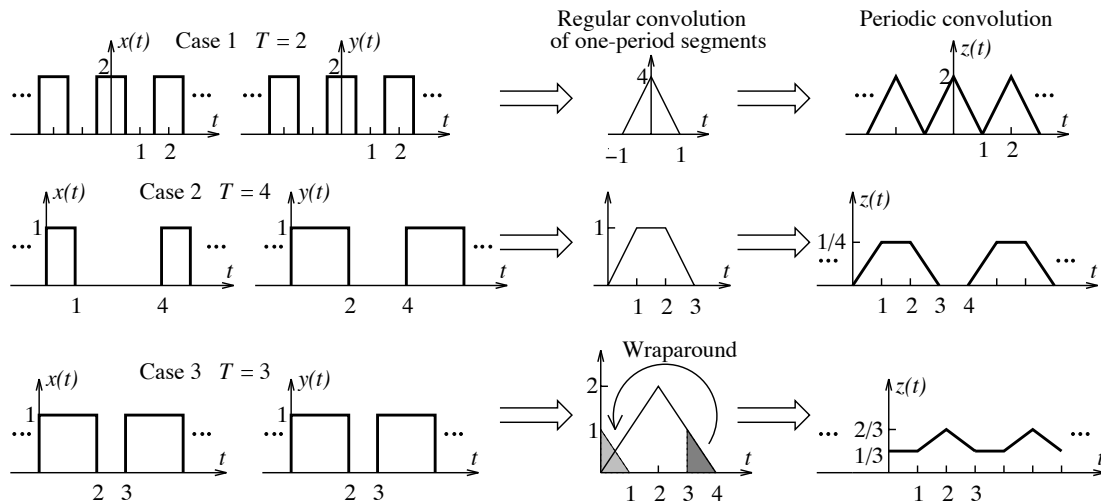 Regular convolution
of one-period segments
Periodic convolution
x(t) Case 1 T = 2 y(t)
2
2
4
z(t)
2
... ... ... ... ...
t t t t
1 2
1 2
−1 1
1 2
x(t) Case 2 T = 4 y(t)
z(t)
1
1
1
1/4
... ... ... ... ...
t t t t
1 4
2 4
1 2 3
1 2 3 4
Wraparound
x(t) Case 3 T = 3 y(t)
z(t)
1
1
2
1
2/3
1/3
... ... ... ... ... ...
t t t t
2 3
2 3
1 2 3 4
1 2 3